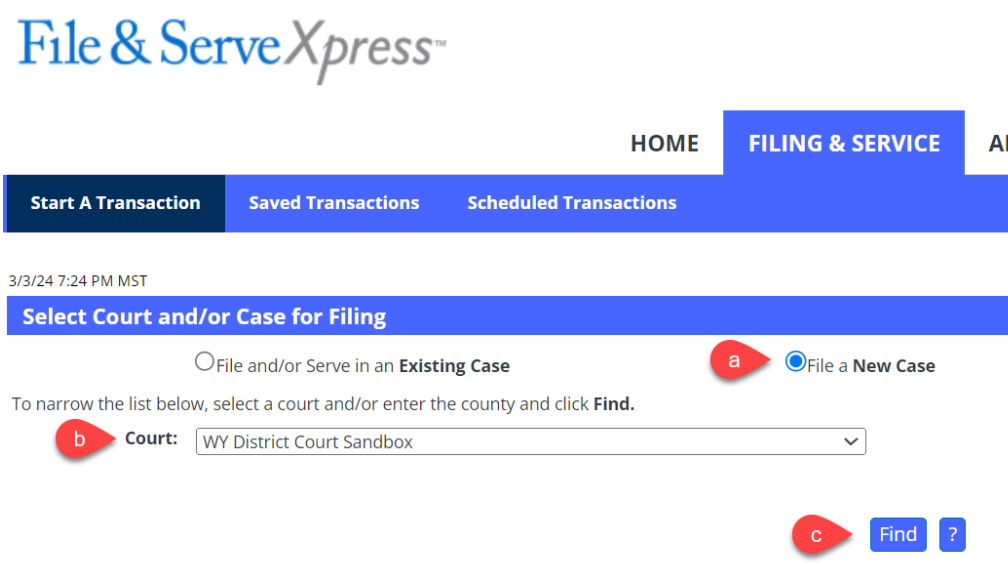 File & ServeXpress™
HOME FILING & SERVICE
Start A Transaction Saved Transactions Scheduled Transactions
3/3/24 7:24 PM MST
Select Court and/or Case for Filing
File and/or Serve in an Existing Case a File a New Case
To narrow the list below, select a court and/or enter the county and click Find.
b Court: WY District Court Sandbox
c Find ?